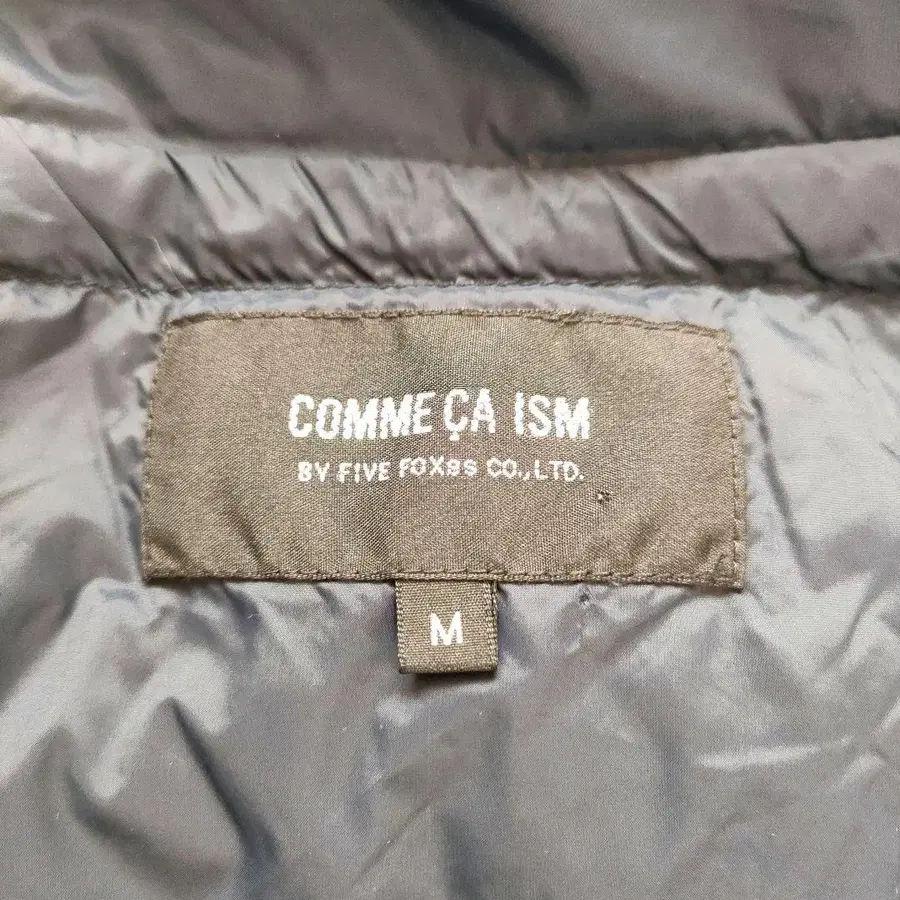 COMME ÇA ISM
BY FIVE FOXES CO.,LTD.
M